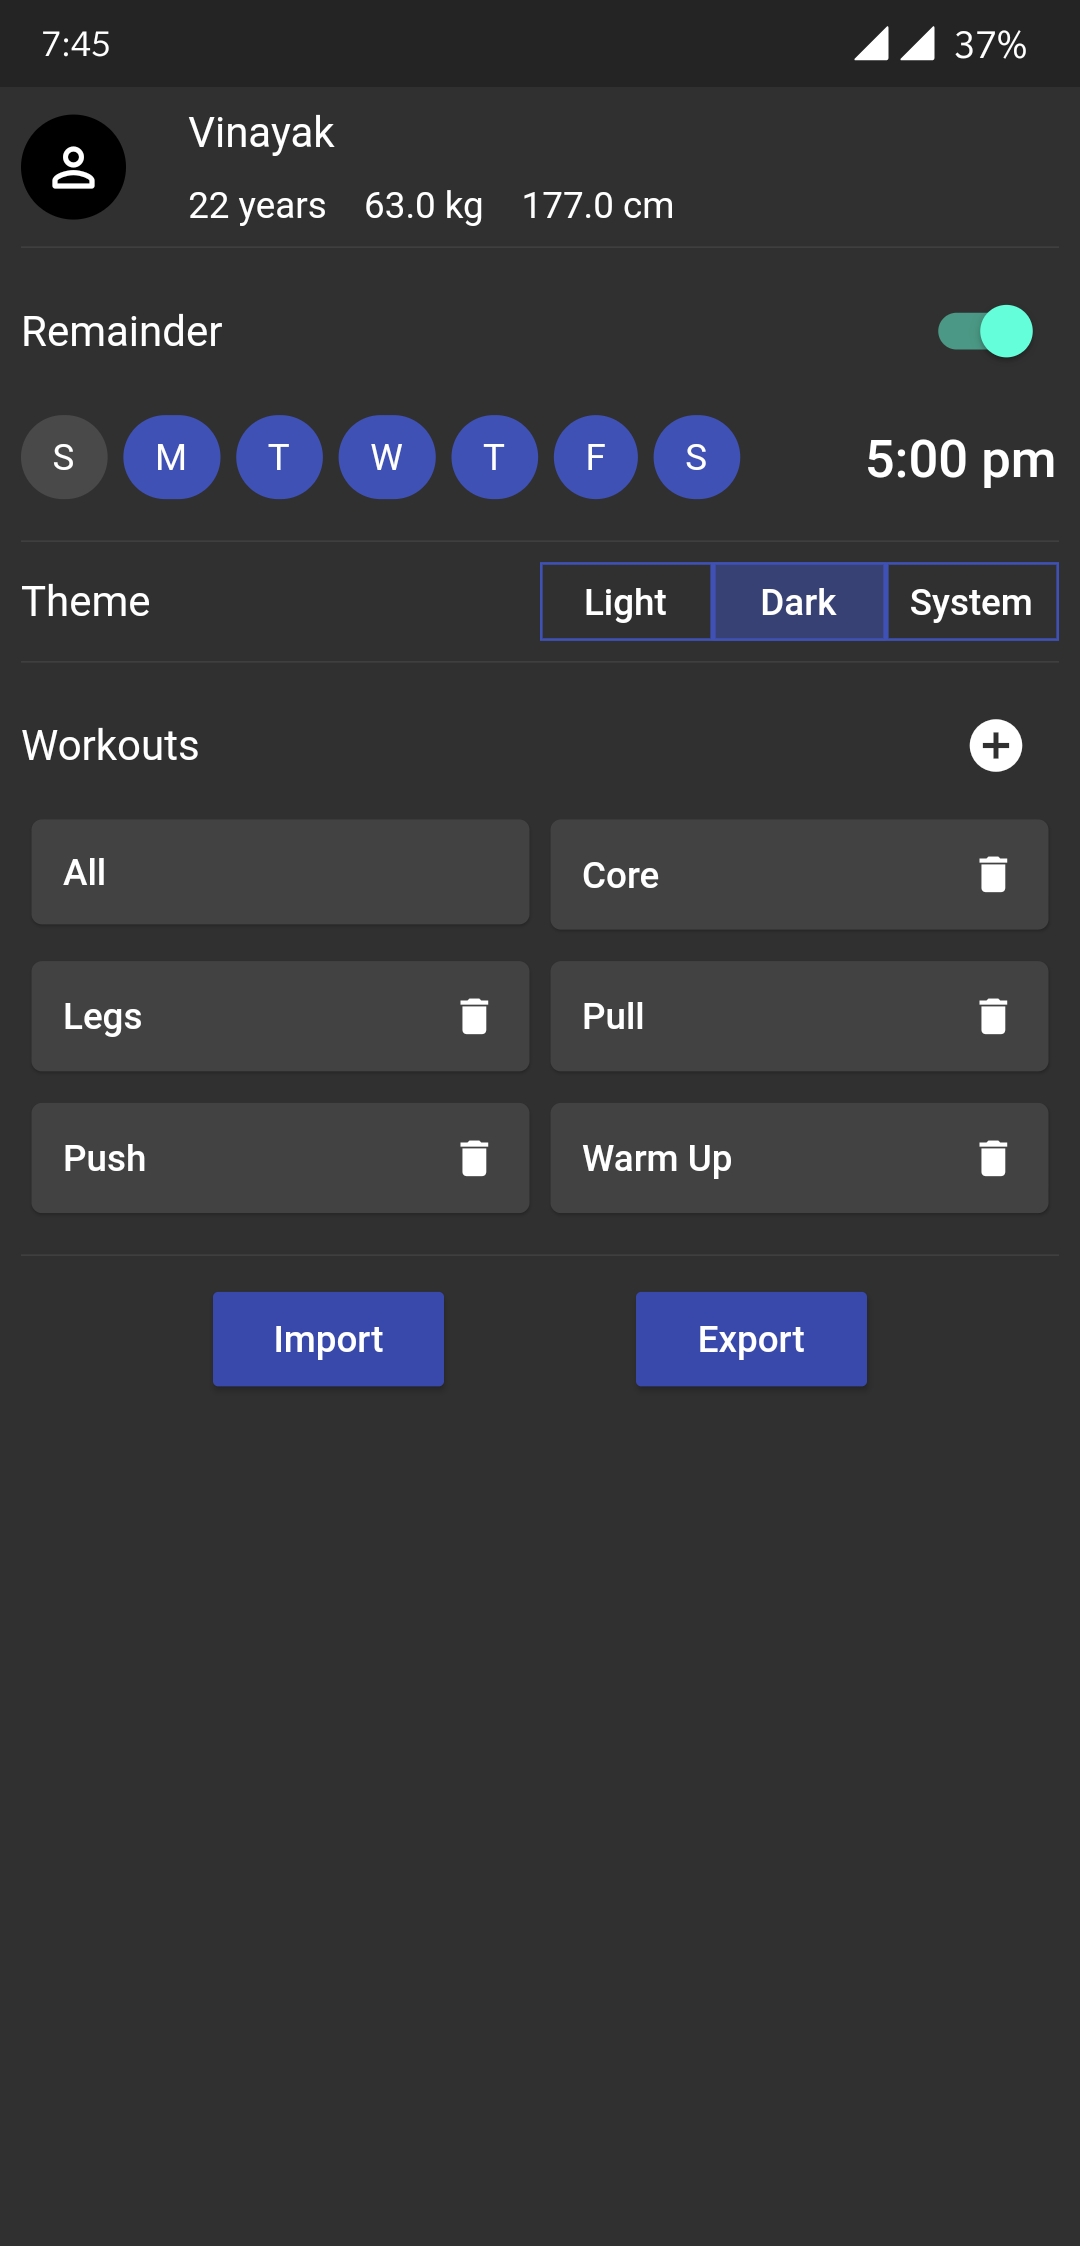 7:45 37%
Vinayak
22 years 63.0 kg 177.0 cm
Remainder
S M T W T F S 5:00 pm
Theme Light Dark System
Workouts
All Core
Legs Pull
Push Warm Up
Import Export